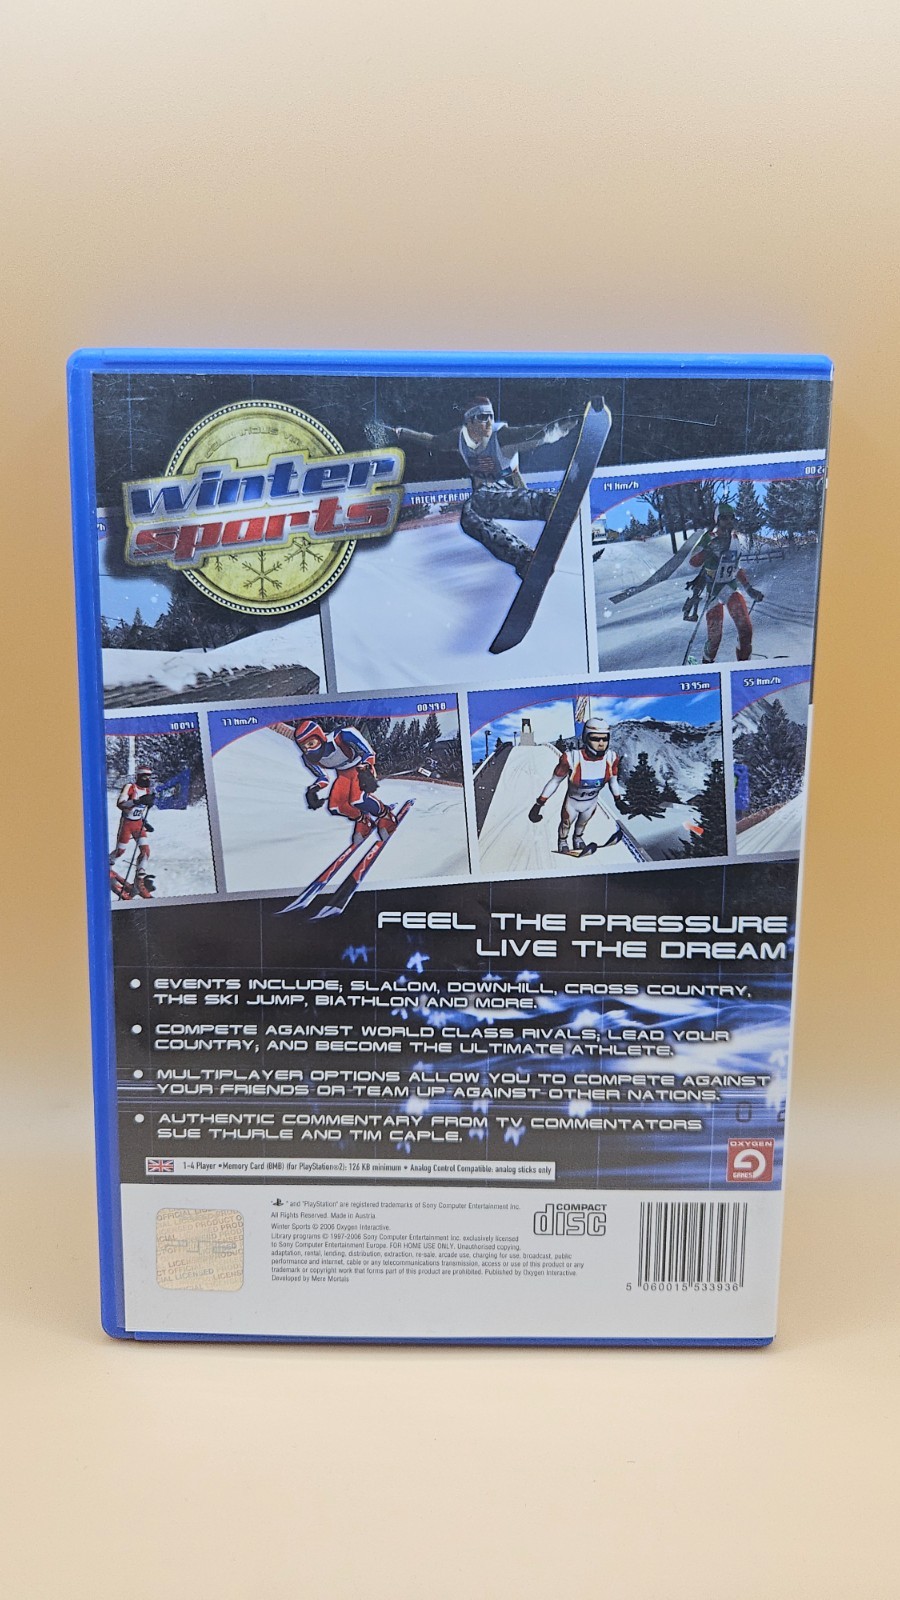 Winter
sports
TRICK PERFOR
14 Km/h
00:2
19
10 091
77 Km/h
00:49 0
73 95m
55 Km/h
FEEL THE PRESSURE
LIVE THE DREAM
• EVENTS INCLUDE; SLALOM, DOWNHILL, CROSS COUNTRY,
THE SKI JUMP, BIATHLON AND MORE.
• COMPETE AGAINST WORLD CLASS RIVALS; LEAD YOUR
COUNTRY; AND BECOME THE ULTIMATE ATHLETE.
• MULTIPLAYER OPTIONS ALLOW YOU TO COMPETE AGAINST
YOUR FRIENDS OR TEAM UP AGAINST OTHER NATIONS.
• AUTHENTIC COMMENTARY FROM TV COMMENTATORS
SUE THURLE AND TIM CAPLE.
OXYGEN
GAMES
1-4 Player • Memory Card (8MB) (for PlayStation®2): 126 KB minimum • Analog Control Compatible: analog sticks only
" and "PlayStation" are registered trademarks of Sony Computer Entertainment Inc.
All Rights Reserved. Made in Austria
Winter Sports © 2006 Oxygen Interactive.
Library programs © 1997-2006 Sony Computer Entertainment Inc. exclusively licensed
to Sony Computer Entertainment Europe. FOR HOME USE ONLY. Unauthorised copying,
adaptation, rental, lending, distribution, extraction, re-sale, arcade use, charging for use, broadcast, public
performance and internet, cable or any telecommunications transmission, access or use of this product or any
trademark or copyright work that forms part of this product are prohibited. Published by Oxygen Interactive.
Developed by Mere Mortals
COMPACT
disc
5 060015 533936